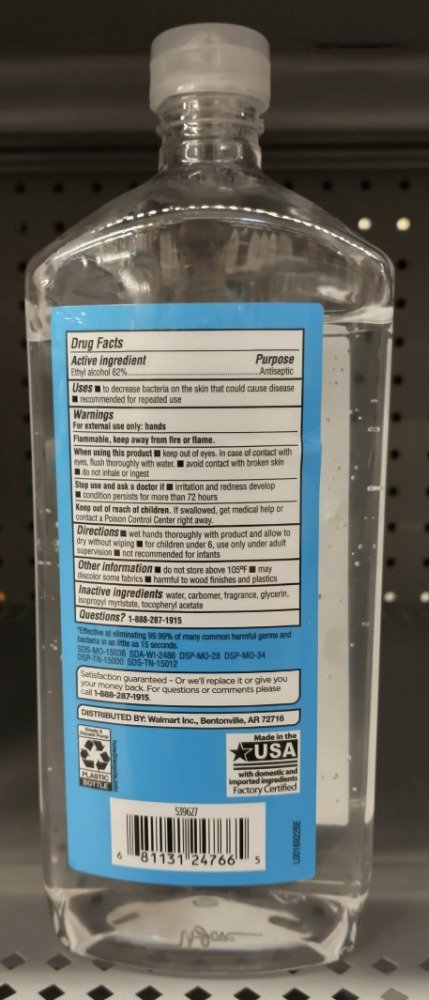 Drug Facts
Active ingredient Purpose
Ethyl alcohol 62%........................................Antiseptic
Uses ■ to decrease bacteria on the skin that could cause disease
■ recommended for repeated use
Warnings
For external use only: hands
Flammable, keep away from fire or flame.
When using this product ■ keep out of eyes. In case of contact with
eyes, flush thoroughly with water. ■ avoid contact with broken skin
■ do not inhale or ingest
Stop use and ask a doctor if ■ irritation and redness develop
■ condition persists for more than 72 hours
Keep out of reach of children. If swallowed, get medical help or
contact a Poison Control Center right away.
Directions ■ wet hands thoroughly with product and allow to
dry without wiping ■ for children under 6, use only under adult
supervision ■ not recommended for infants
Other information ■ do not store above 105ºF ■ may
discolor some fabrics ■ harmful to wood finishes and plastics
Inactive ingredients water, carbomer, fragrance, glycerin,
isopropyl myristate, tocopheryl acetate
Questions? 1-888-287-1915
*Effective at eliminating 99.99% of many common harmful germs and
bacteria in as little as 15 seconds.
SDS-MO-15036 SDA-WI-2486 DSP-MO-28 DSP-MO-34
DSP-TN-15000 SDS-TN-15012
Satisfaction guaranteed – Or we'll replace it or give you
your money back. For questions or comments please
call 1-888-287-1915.
DISTRIBUTED BY: Walmart Inc., Bentonville, AR 72716
Empty &
PLASTIC
BOTTLE
Made in the
USA
with domestic and
imported ingredients
Factory Certified
539627
6 81131 24766 5